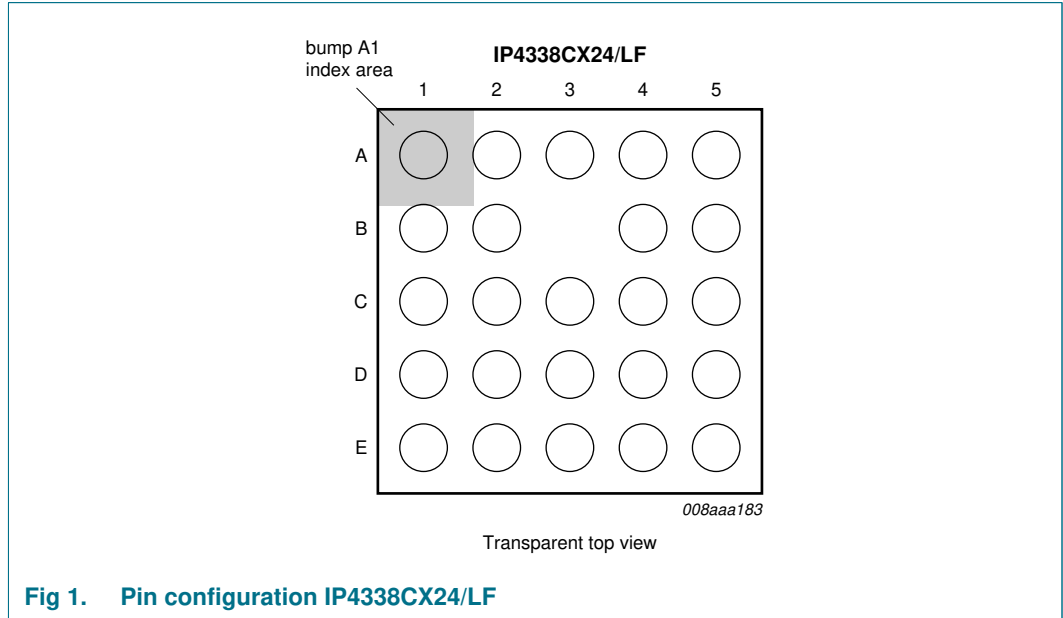 bump A1
index area
IP4338CX24/LF
1 2 3 4 5
A
B
C
D
E
008aaa183
Transparent top view
Fig 1. Pin configuration IP4338CX24/LF